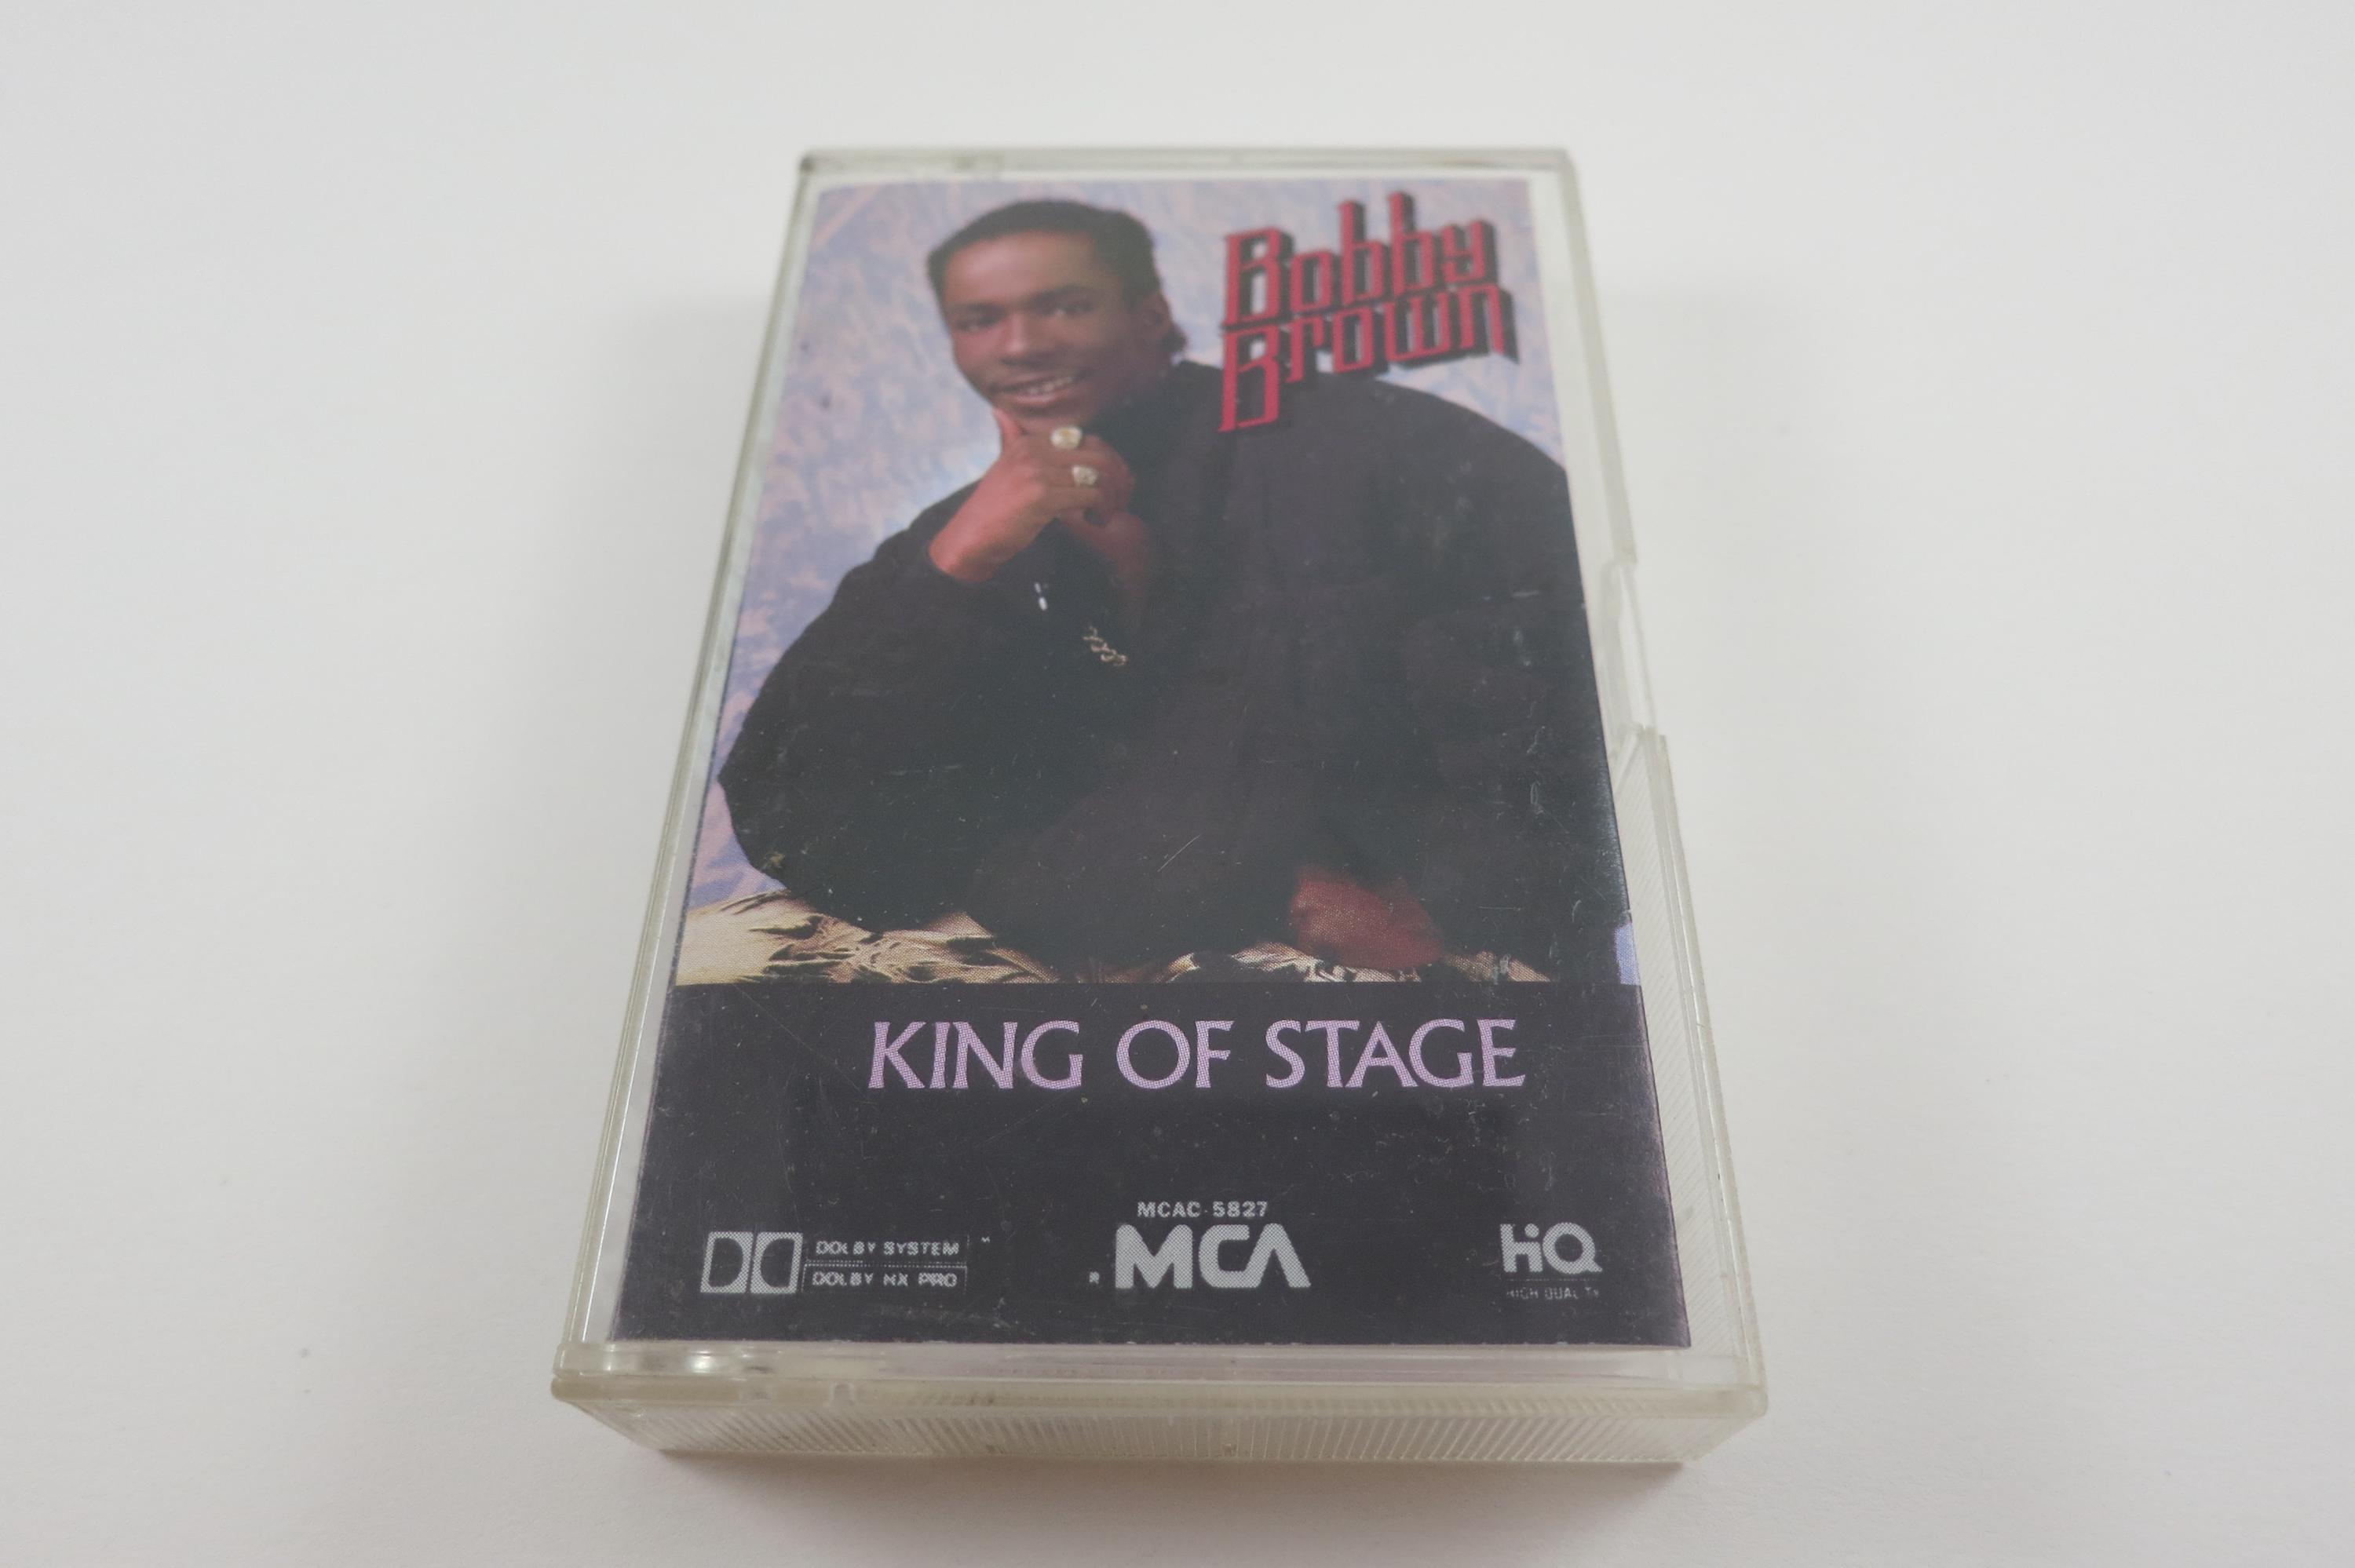 Bobby
Brown
KING OF STAGE
MCAC-5827
DOLBY SYSTEM
DOLBY HX PRO
MCA
HiQ
HIGH QUALITY